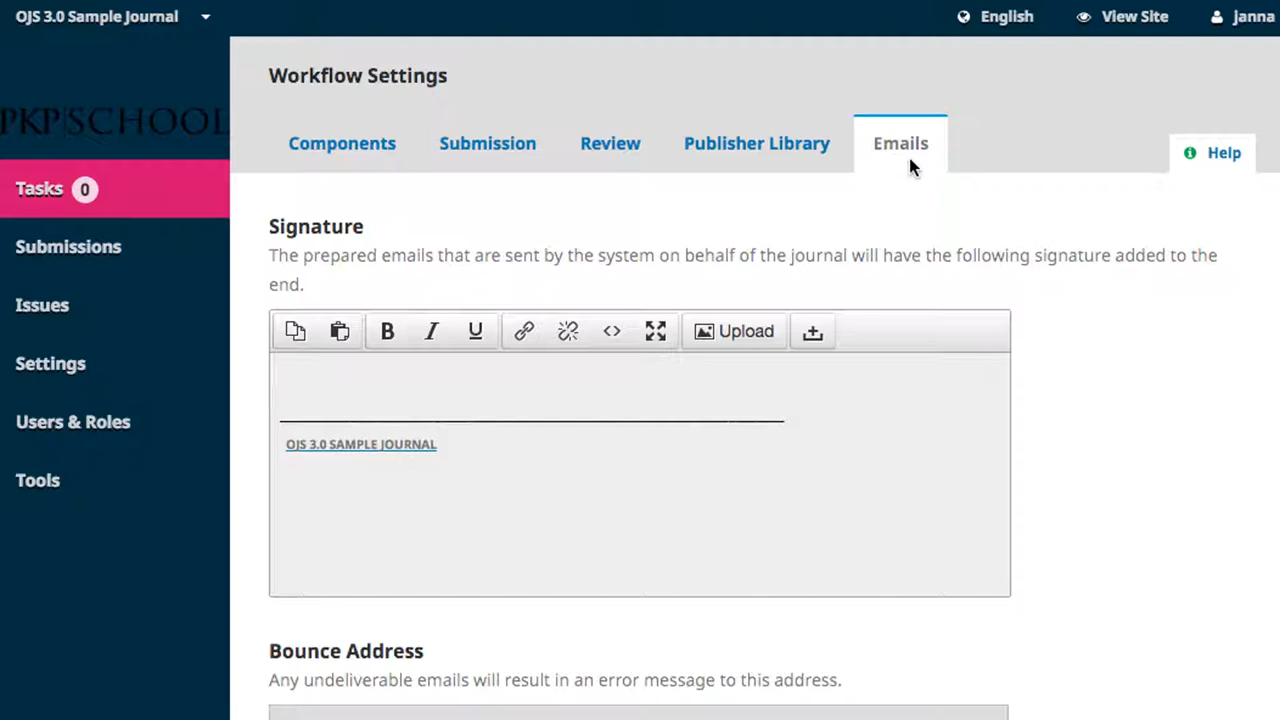 OJS 3.0 Sample Journal
English
View Site
Janna
PKP|SCHOOL
Tasks 0
Submissions
Issues
Settings
Users & Roles
Tools
Workflow Settings
Components
Submission
Review
Publisher Library
Emails
Help
Signature
The prepared emails that are sent by the system on behalf of the journal will have the following signature added to the
end.
B I U
Upload
OJS 3.0 SAMPLE JOURNAL
Bounce Address
Any undeliverable emails will result in an error message to this address.